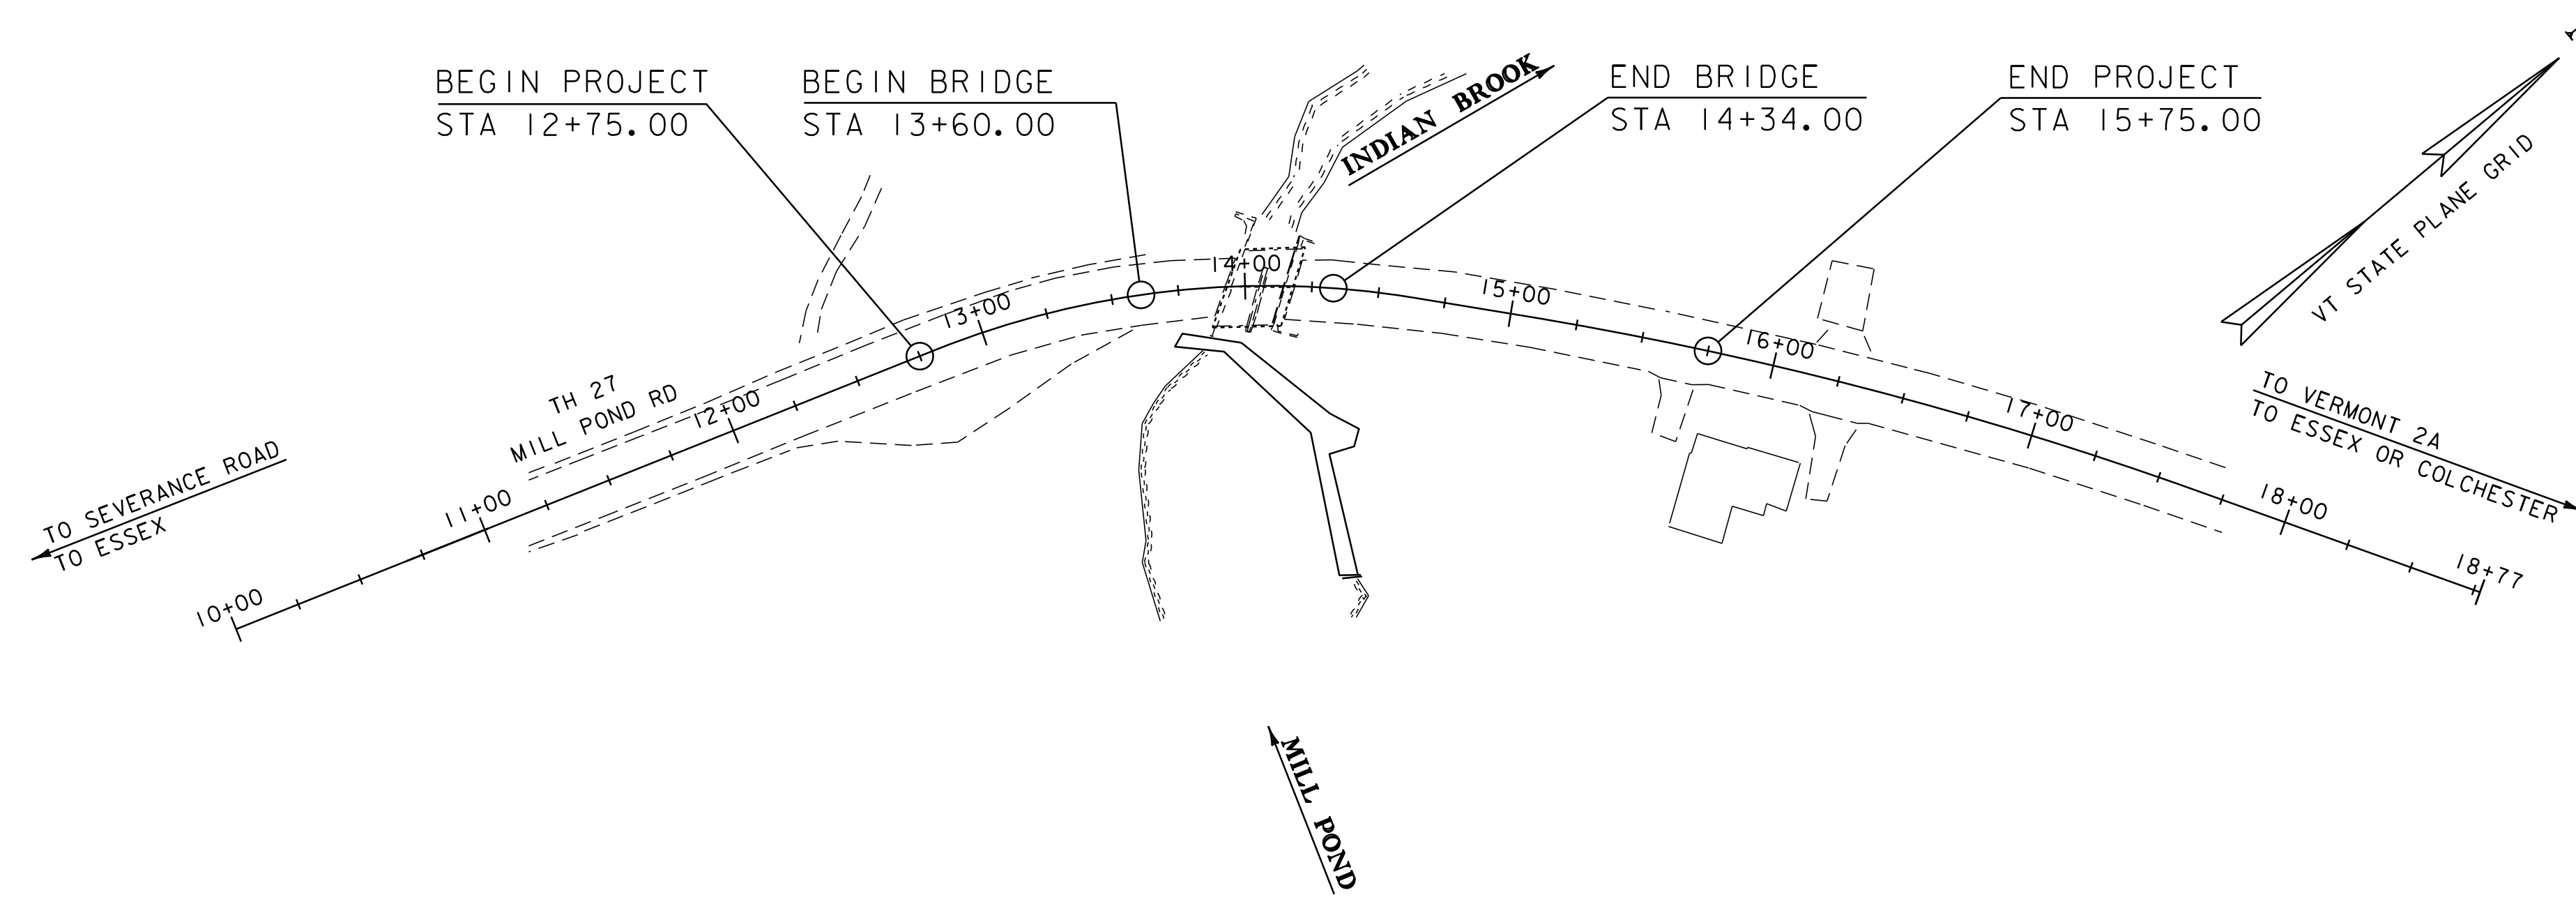 BEGIN PROJECT
STA 12+75.00
BEGIN BRIDGE
STA 13+60.00
INDIAN BROOK
END BRIDGE
STA 14+34.00
END PROJECT
STA 15+75.00
VT STATE PLANE GRID
TO SEVERANCE ROAD
TO ESSEX
TH 27
MILL POND RD
10+00
11+00
12+00
13+00
14+00
15+00
16+00
17+00
18+00
18+77
TO VERMONT 2A
TO ESSEX OR COLCHESTER
MILL POND